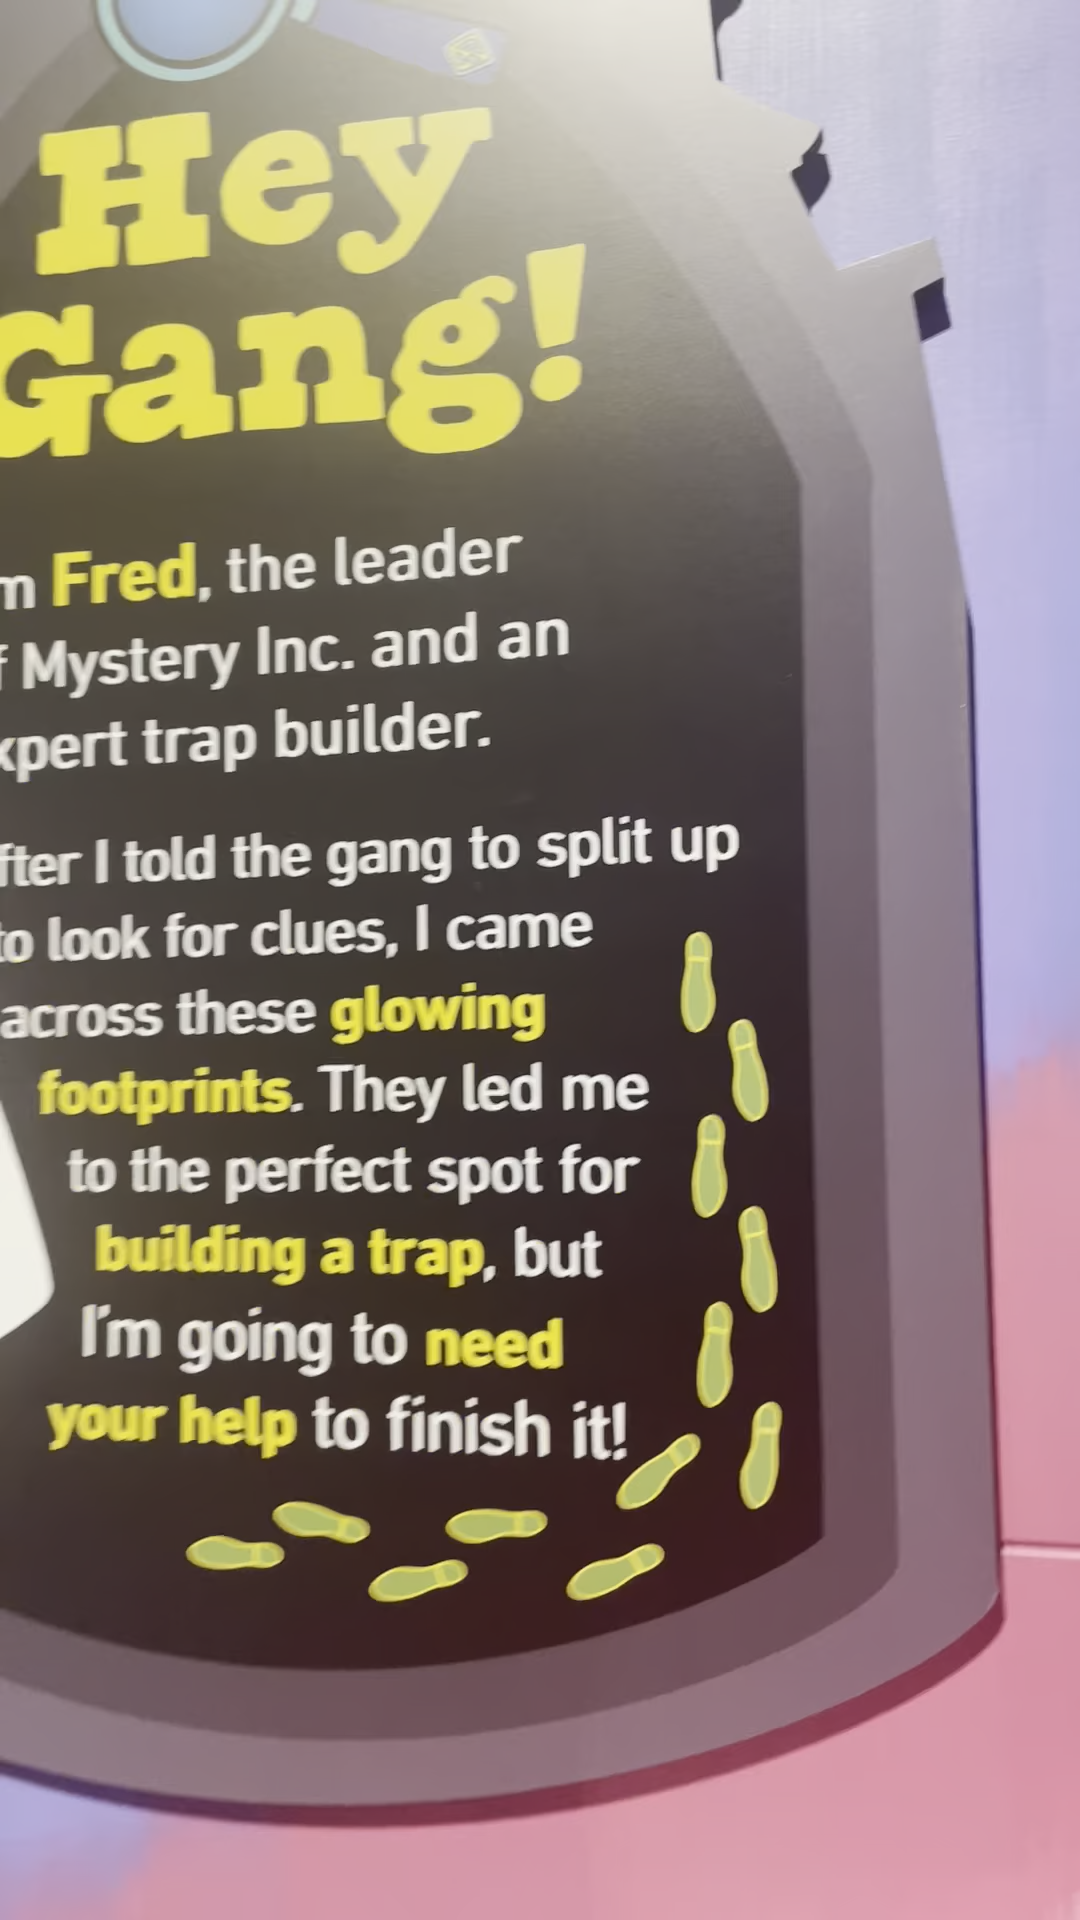 Hey
Gang!
m Fred, the leader
f Mystery Inc. and an
xpert trap builder.
fter I told the gang to split up
to look for clues, I came
across these glowing
footprints. They led me
to the perfect spot for
building a trap, but
I'm going to need
your help to finish it!